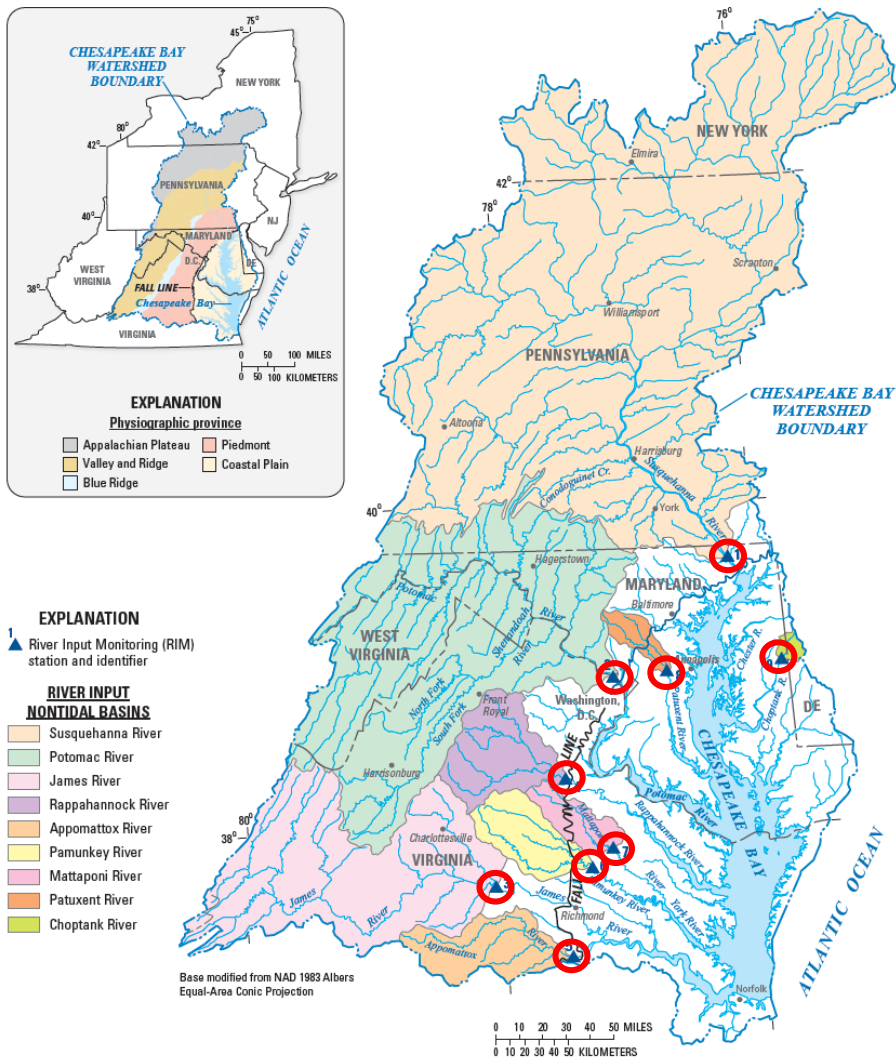 75°
45°
CHESAPEAKE BAY
WATERSHED
BOUNDARY
NEW YORK
80°
42°
PENNSYLVANIA
40°
NJ
MARYLAND
D.C.
DE
WEST
VIRGINIA
FALL LINE
38°
Chesapeake Bay
ATLANTIC OCEAN
VIRGINIA
0 50 100 MILES
0 50 100 KILOMETERS
EXPLANATION
Physiographic province
Appalachian Plateau
Piedmont
Valley and Ridge
Coastal Plain
Blue Ridge
76°
NEW YORK
Elmira
42°
78°
Scranton
Williamsport
PENNSYLVANIA
CHESAPEAKE BAY
WATERSHED
BOUNDARY
Altoona
Harrisburg
Susquehanna
River
Conodoguinet Cr.
York
40°
1
Hagerstown
MARYLAND
Baltimore
Potomac
River
Shenandoah
River
WEST
VIRGINIA
Chester R.
Annapolis
9
Choptank R.
DE
North Fork
South Fork
Front
Royal
Washington,
D.C.
Patuxent River
CHESAPEAKE BAY
Harrisonburg
FALL LINE
Potomac
River
80°
38°
Mattaponi
Rappahannock River
7
Charlottesville
VIRGINIA
James
River
James
River
Pamunkey River
York River
River
Richmond
Appomattox
River
Norfolk
ATLANTIC OCEAN
EXPLANATION
1
River Input Monitoring (RIM)
station and identifier
RIVER INPUT
NONTIDAL BASINS
Susquehanna River
Potomac River
James River
Rappahannock River
Appomattox River
Pamunkey River
Mattaponi River
Patuxent River
Choptank River
Base modified from NAD 1983 Albers
Equal-Area Conic Projection
0 10 20 30 40 50 MILES
0 10 20 30 40 50 KILOMETERS